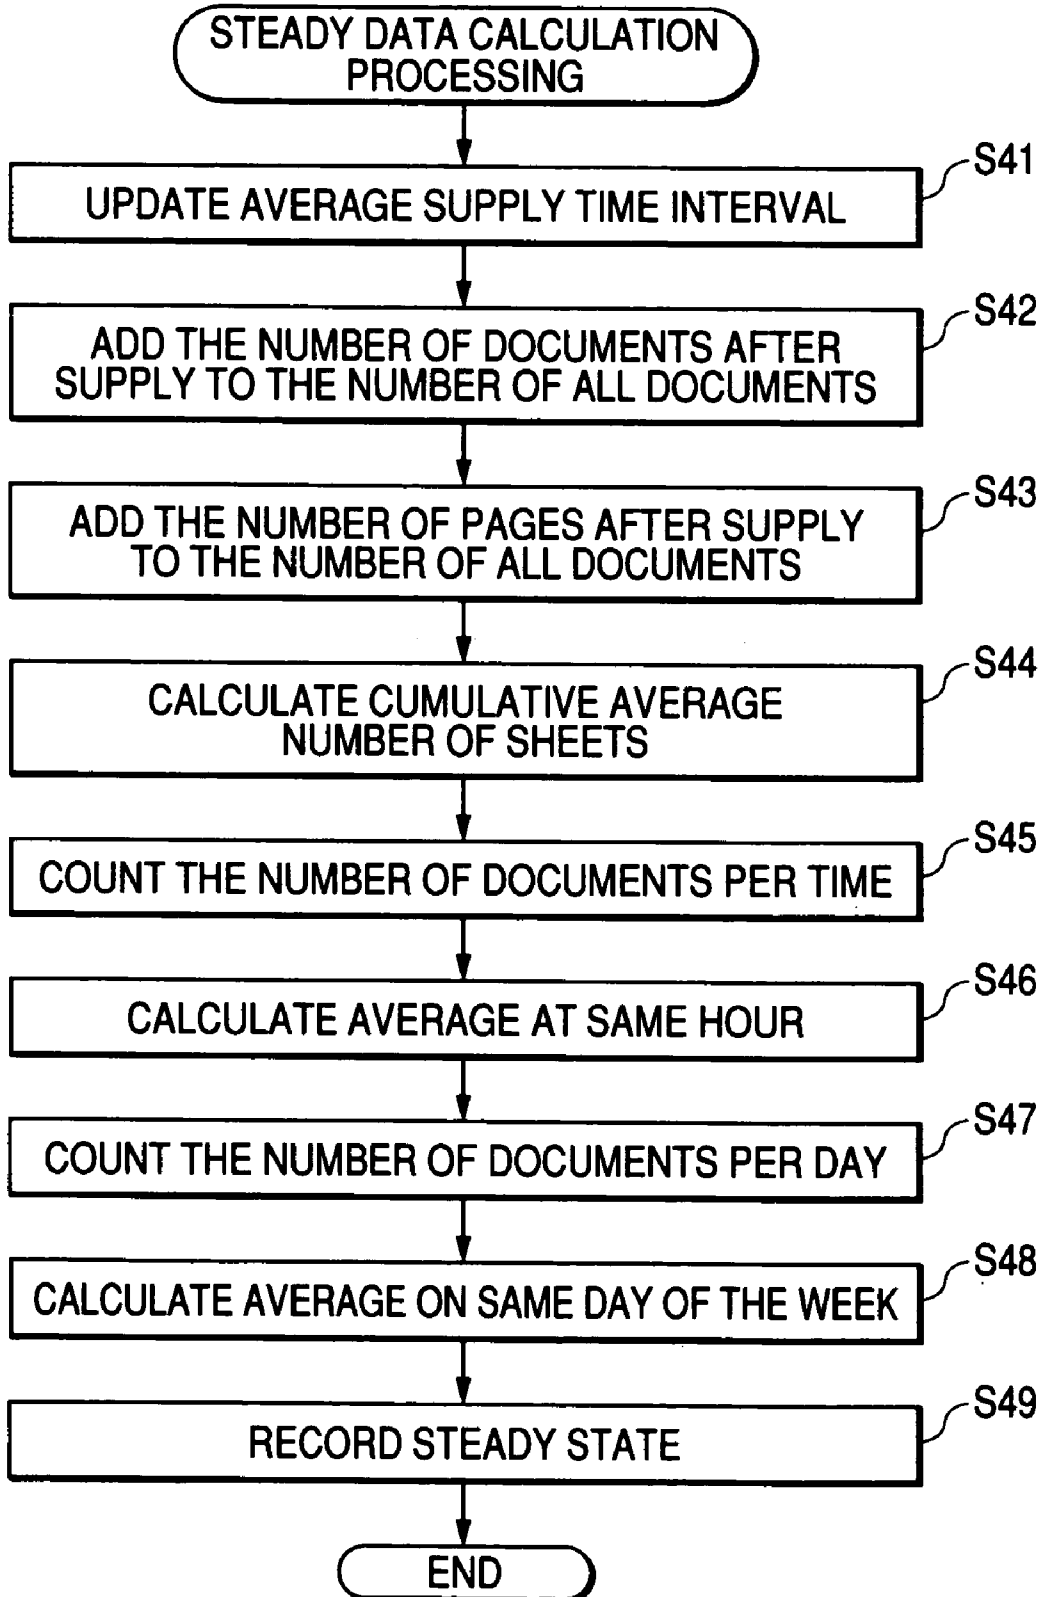 STEADY DATA CALCULATION
PROCESSING
S41
UPDATE AVERAGE SUPPLY TIME INTERVAL
S42
ADD THE NUMBER OF DOCUMENTS AFTER
SUPPLY TO THE NUMBER OF ALL DOCUMENTS
S43
ADD THE NUMBER OF PAGES AFTER SUPPLY
TO THE NUMBER OF ALL DOCUMENTS
S44
CALCULATE CUMULATIVE AVERAGE
NUMBER OF SHEETS
S45
COUNT THE NUMBER OF DOCUMENTS PER TIME
S46
CALCULATE AVERAGE AT SAME HOUR
S47
COUNT THE NUMBER OF DOCUMENTS PER DAY
S48
CALCULATE AVERAGE ON SAME DAY OF THE WEEK
S49
RECORD STEADY STATE
END